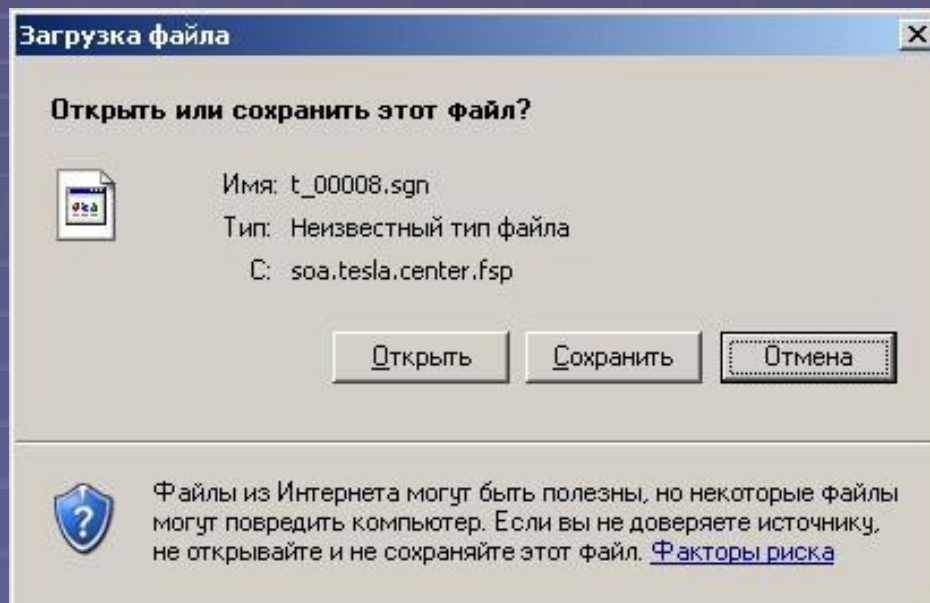 Загрузка файла
Открыть или сохранить этот файл?
Имя: t_00008.sgn
Тип: Неизвестный тип файла
С: soa.tesla.center.fsp
Открыть Сохранить Отмена
Файлы из Интернета могут быть полезны, но некоторые файлы
могут повредить компьютер. Если вы не доверяете источнику,
не открывайте и не сохраняйте этот файл. Факторы риска